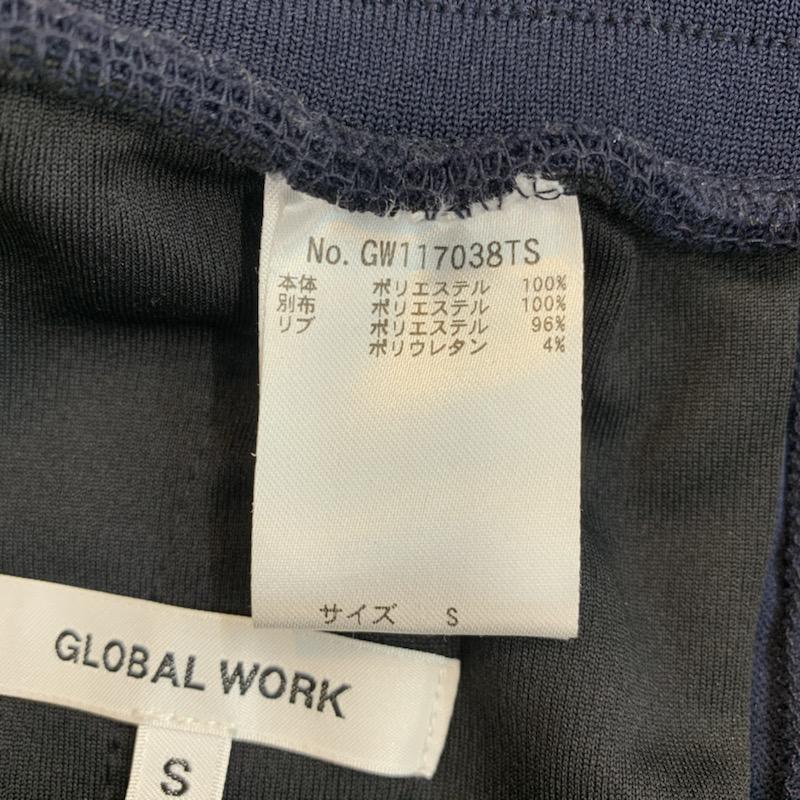 No. GW117038TS
本体 ポリエステル 100%
別布 ポリエステル 100%
リブ ポリエステル 96%
ポリウレタン 4%
サイズ S
GLOBAL WORK
S